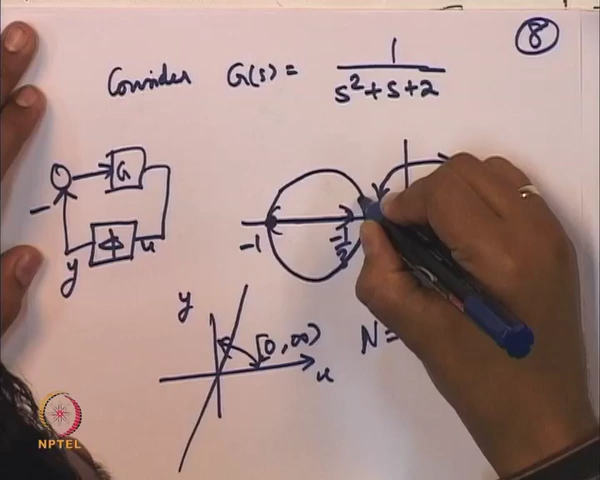 8
Consider G(s) = 1/(s²+s+2)
G
-
φ
y u
-1 -1/2
y
[0, ∞)
u
N=
NPTEL